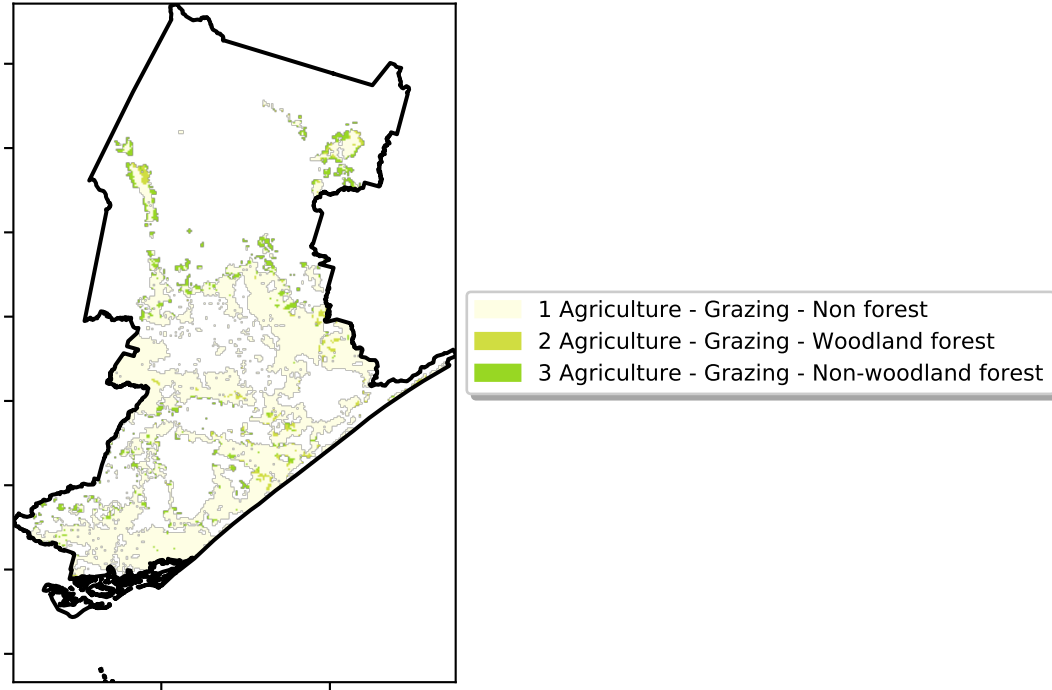 1 Agriculture - Grazing - Non forest
2 Agriculture - Grazing - Woodland forest
3 Agriculture - Grazing - Non-woodland forest